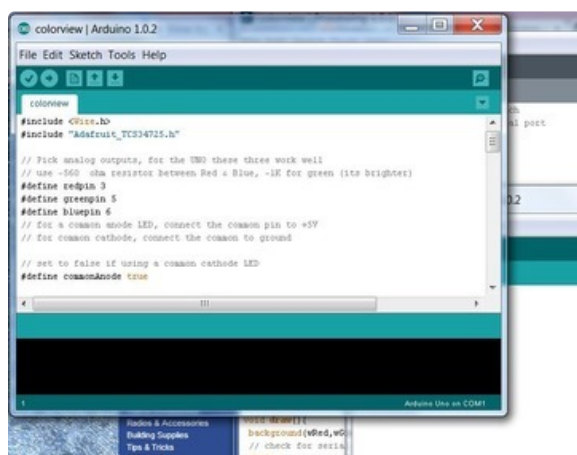 colorview | Arduino 1.0.2
File Edit Sketch Tools Help
colorview
#include <Wire.h>
#include "Adafruit_TCS34725.h"
// Pick analog outputs, for the UNO these three work well
// use ~560 ohm resistor between Red & Blue, ~1K for green (its brighter)
#define redpin 3
#define greenpin 5
#define bluepin 6
// for a common anode LED, connect the common pin to +5V
// for common cathode, connect the common to ground
// set to false if using a common cathode LED
#define commonAnode true
1
Arduino Uno on COM1
ch
al port
0.2
Radios & Accessories
Building Supplies
Tips & Tricks
void draw(){
background(wRed,wG
// check for seria